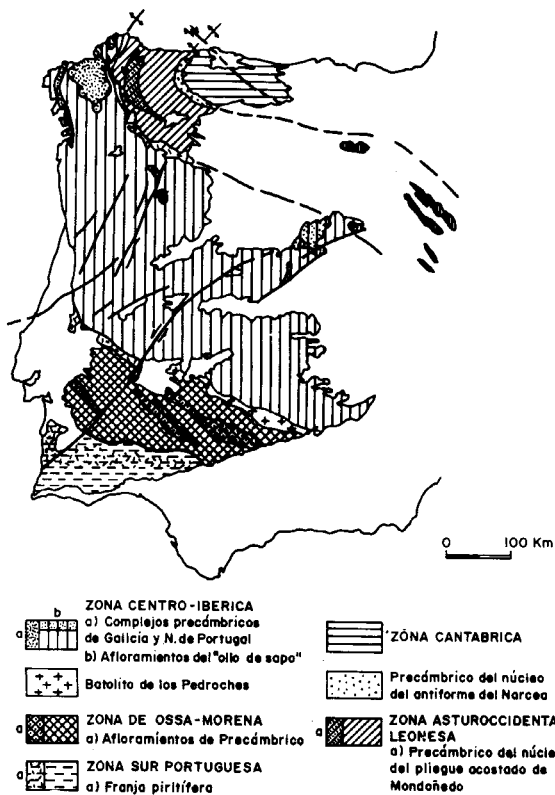 0 100 Km
b
a
ZONA CENTRO-IBERICA
a) Complejos precámbricos
de Galicia y N. de Portugal
b) Afloramientos del "ollo de sapo"
Batolito de los Pedroches
a
ZONA DE OSSA-MORENA
a) Afloramientos de Precámbrico
a
ZONA SUR PORTUGUESA
a) Franja piritífera
ZONA CANTABRICA
Precámbrico del núcleo
del antiforme del Narcea
a
ZONA ASTUROCCIDENTAL
LEONESA
a) Precámbrico del núcleo
del pliegue acostado de
Mondoñedo